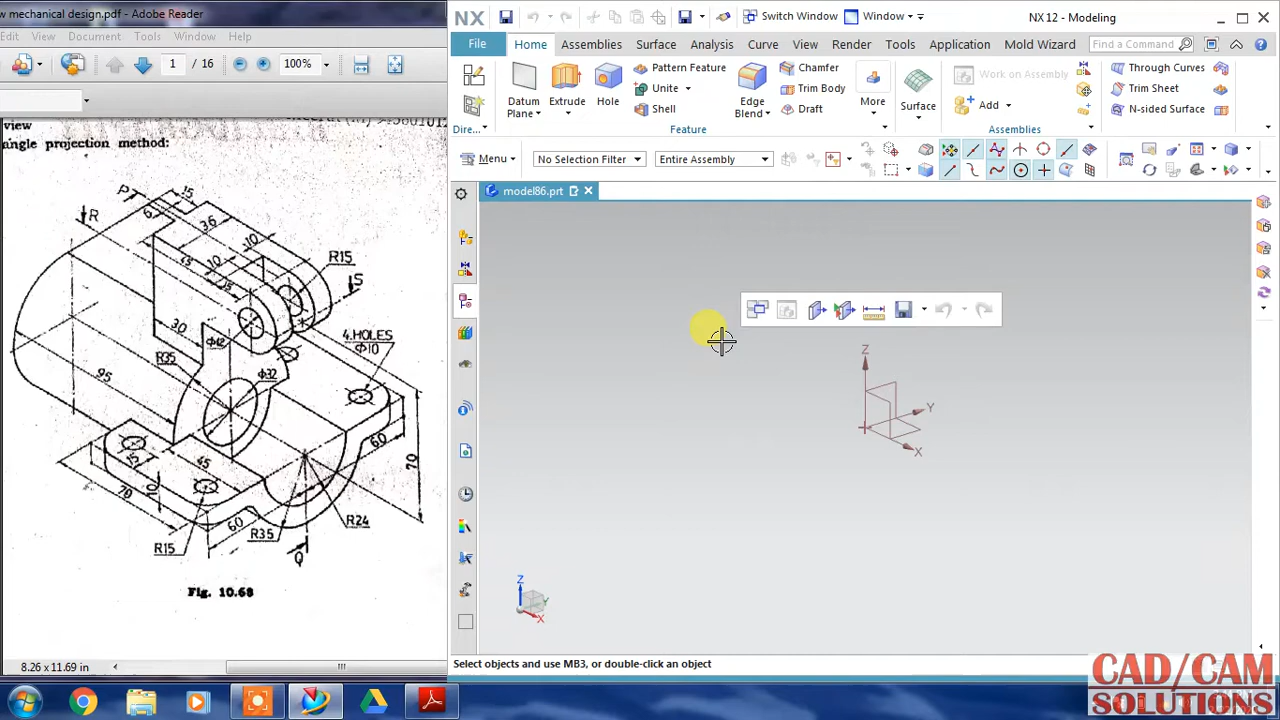 w mechanical design.pdf - Adobe Reader
Edit View Document Tools Window Help
1 / 16 100%
view
angle projection method:
P
15
6
R
36
10
45
10
15
R15
S
30
Φ12
4.HOLES
Φ10
R35
Φ32
95
60
15
45
10
70
70
60
R24
R35
R15
Q
Fig. 10.68
8.26 x 11.69 in
NX
Switch Window Window
NX 12 - Modeling
File Home Assemblies Surface Analysis Curve View Render Tools Application Mold Wizard Find a Command
Datum Plane
Extrude
Hole
Pattern Feature
Unite
Shell
Edge Blend
Chamfer
Trim Body
Draft
More
Surface
Work on Assembly
Add
Through Curves
Trim Sheet
N-sided Surface
Dire...
Feature
Assemblies
Menu
No Selection Filter
Entire Assembly
model86.prt
Z
Y
X
Z
Y
X
Select objects and use MB3, or double-click an object
CAD/CAM
SOLUTIONS